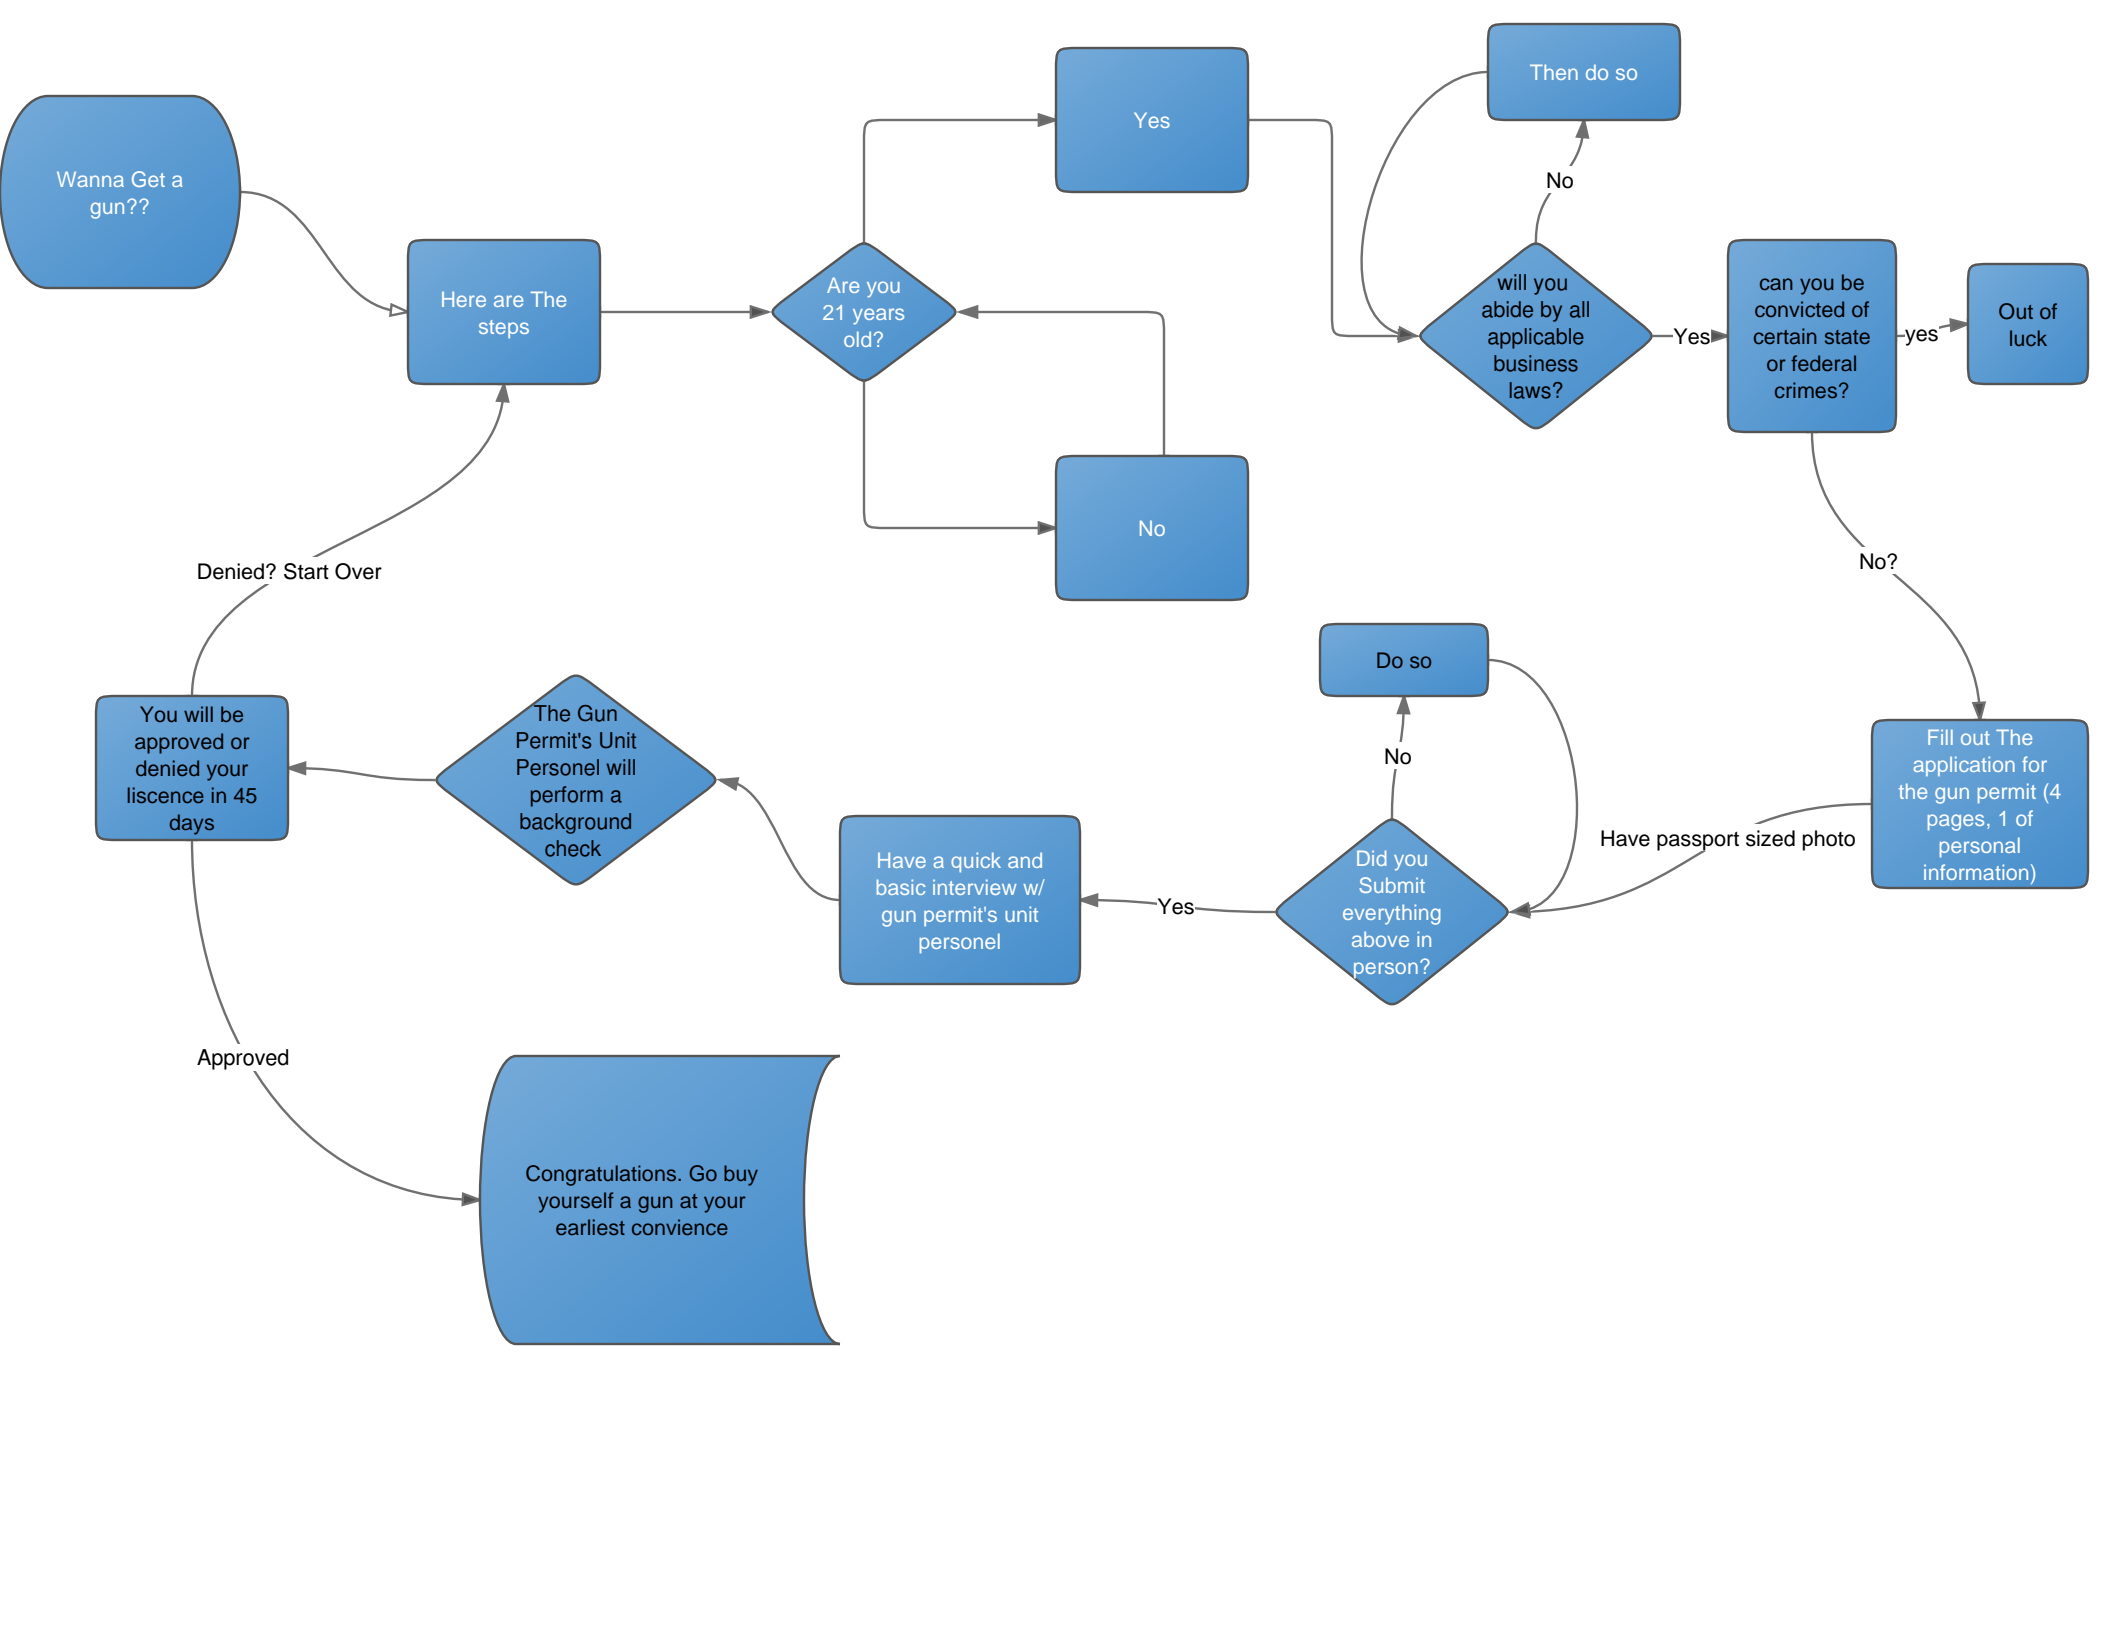 Wanna Get a
gun??
Here are The
steps
Are you
21 years
old?
Yes
No
Then do so
No
will you
abide by all
applicable
business
laws?
Yes
can you be
convicted of
certain state
or federal
crimes?
yes
Out of
luck
No?
Fill out The
application for
the gun permit (4
pages, 1 of
personal
information)
Have passport sized photo
Did you
Submit
everything
above in
person?
No
Do so
Yes
Have a quick and
basic interview w/
gun permit's unit
personel
The Gun
Permit's Unit
Personel will
perform a
background
check
You will be
approved or
denied your
liscence in 45
days
Denied? Start Over
Approved
Congratulations. Go buy
yourself a gun at your
earliest convience